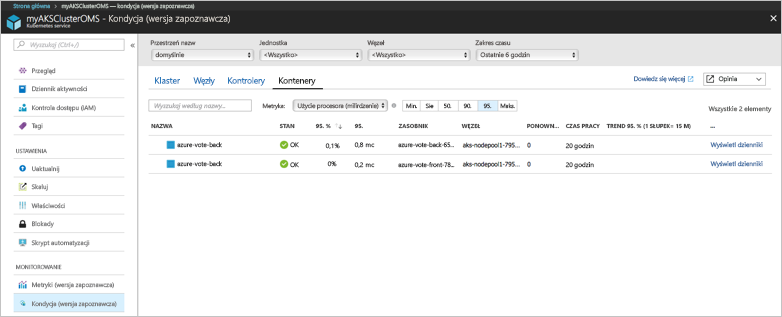 Strona główna > myAKSClusterOMS — kondycja (wersja zapoznawcza)
myAKSClusterOMS - Kondycja (wersja zapoznawcza)
Kubernetes service
Wyszukaj (Ctrl+/)
Przegląd
Dziennik aktywności
Kontrola dostępu (IAM)
Tagi
USTAWIENIA
Uaktualnij
Skaluj
Właściwości
Blokady
Skrypt automatyzacji
MONITOROWANIE
Metryki (wersja zapoznawcza)
Kondycja (wersja zapoznawcza)
Przestrzeń nazw Jednostka Węzeł Zakres czasu
domyślnie <Wszystko> <Wszystko> Ostatnie 6 godzin
Klaster Węzły Kontrolery Kontenery Dowiedz się więcej Opinia
Wyszukaj według nazwy... Metryka: Użycie procesora (milirdzenie) Min. Śie 50. 90. 95. Maks. Wszystkie 2 elementy
NAZWA STAN 95. % 95. ZASOBNIK WĘZEŁ PONOWN... CZAS PRACY TREND 95. % (1 SŁUPEK= 15 M) ...
azure-vote-back OK 0,1% 0,8 mc azure-vote-back-65... aks-nodepool1-795... 0 20 godzin Wyświetl dzienniki
azure-vote-back OK 0% 0,2 mc azure-vote-front-78... aks-nodepool1-795... 0 20 godzin Wyświetl dzienniki